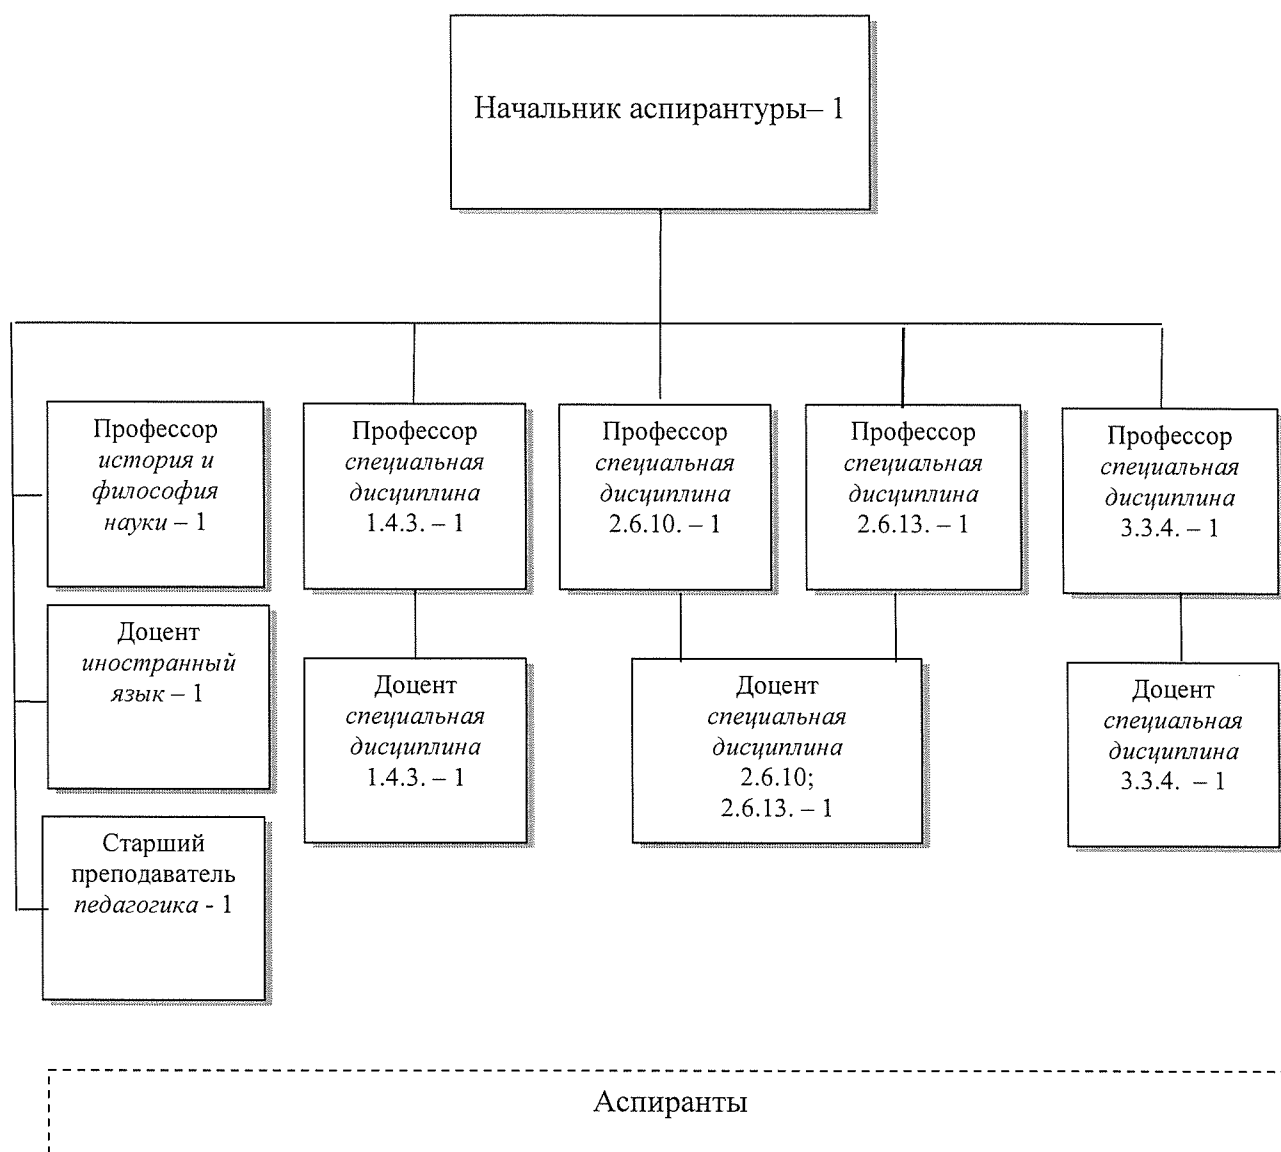 Начальник аспирантуры– 1
Профессор
история и
философия
науки – 1
Профессор
специальная
дисциплина
1.4.3. – 1
Профессор
специальная
дисциплина
2.6.10. – 1
Профессор
специальная
дисциплина
2.6.13. – 1
Профессор
специальная
дисциплина
3.3.4. – 1
Доцент
иностранный
язык – 1
Доцент
специальная
дисциплина
1.4.3. – 1
Доцент
специальная
дисциплина
2.6.10;
2.6.13. – 1
Доцент
специальная
дисциплина
3.3.4. – 1
Старший
преподаватель
педагогика - 1
Аспиранты